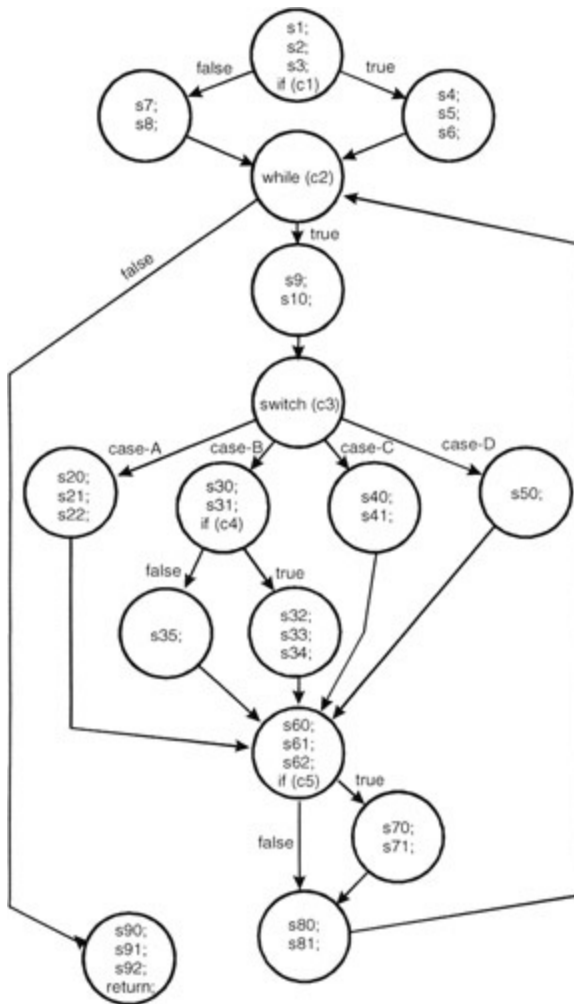 s1;
s2;
s3;
if (c1)
false
true
s7;
s8;
s4;
s5;
s6;
while (c2)
true
false
s9;
s10;
switch (c3)
case-A
case-B
case-C
case-D
s20;
s21;
s22;
s30;
s31;
if (c4)
s40;
s41;
s50;
false
true
s35;
s32;
s33;
s34;
s60;
s61;
s62;
if (c5)
true
false
s70;
s71;
s80;
s81;
s90;
s91;
s92;
return;